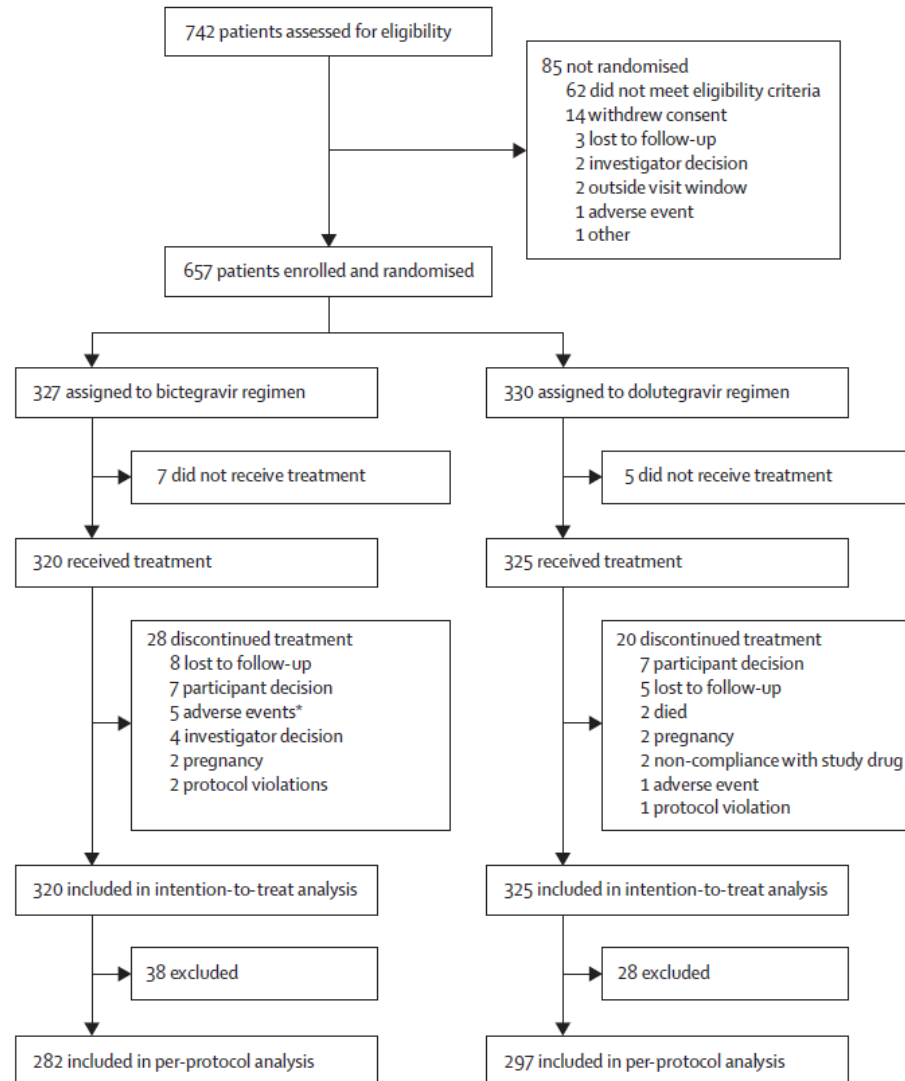 742 patients assessed for eligibility
85 not randomised
62 did not meet eligibility criteria
14 withdrew consent
3 lost to follow-up
2 investigator decision
2 outside visit window
1 adverse event
1 other
657 patients enrolled and randomised
327 assigned to bictegravir regimen
330 assigned to dolutegravir regimen
7 did not receive treatment
5 did not receive treatment
320 received treatment
325 received treatment
28 discontinued treatment
8 lost to follow-up
7 participant decision
5 adverse events*
4 investigator decision
2 pregnancy
2 protocol violations
20 discontinued treatment
7 participant decision
5 lost to follow-up
2 died
2 pregnancy
2 non-compliance with study drug
1 adverse event
1 protocol violation
320 included in intention-to-treat analysis
325 included in intention-to-treat analysis
38 excluded
28 excluded
282 included in per-protocol analysis
297 included in per-protocol analysis